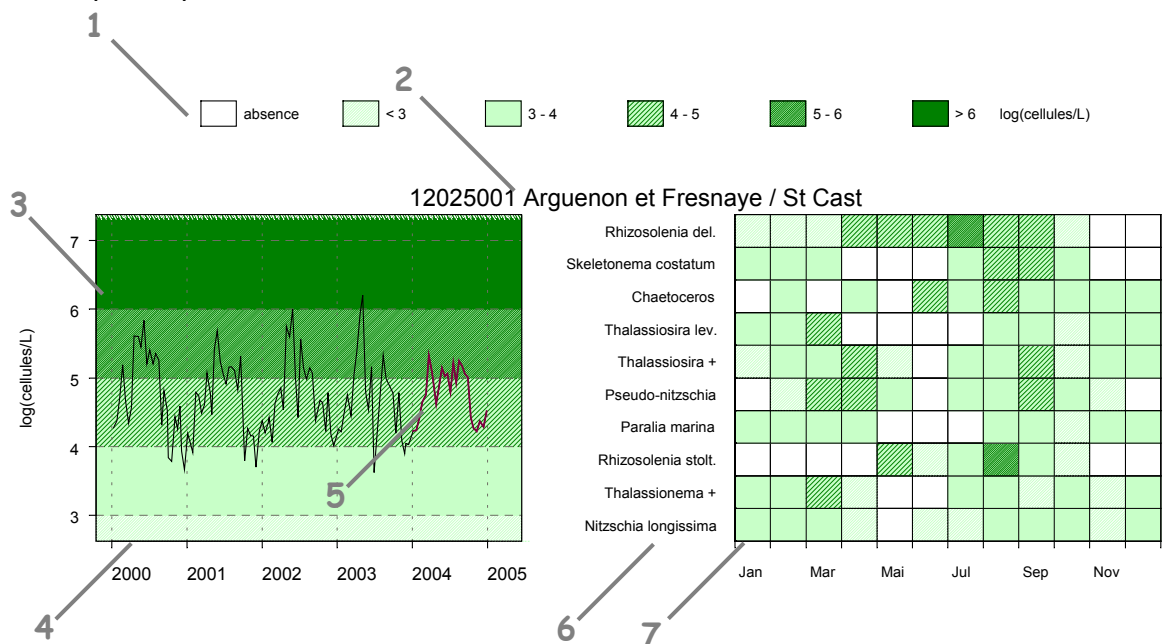 1
2
absence < 3 3 - 4 4 - 5 5 - 6 > 6 log(cellules/L)
12025001 Arguenon et Fresnaye / St Cast
3
log(cellules/L)
7
6
5
4
3
2000 2001 2002 2003 2004 2005
5
4
Rhizosolenia del.
Skeletonema costatum
Chaetoceros
Thalassiosira lev.
Thalassiosira +
Pseudo-nitzschia
Paralia marina
Rhizosolenia stolt.
Thalassionema +
Nitzschia longissima
Jan Mar Mai Jul Sep Nov
6
7